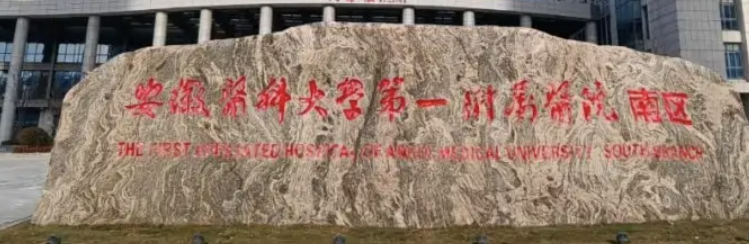 安徽医科大学第一附属医院 南区
THE FIRST AFFILIATED HOSPITAL OF ANHUI MEDICAL UNIVERSITY SOUTH BRANCH